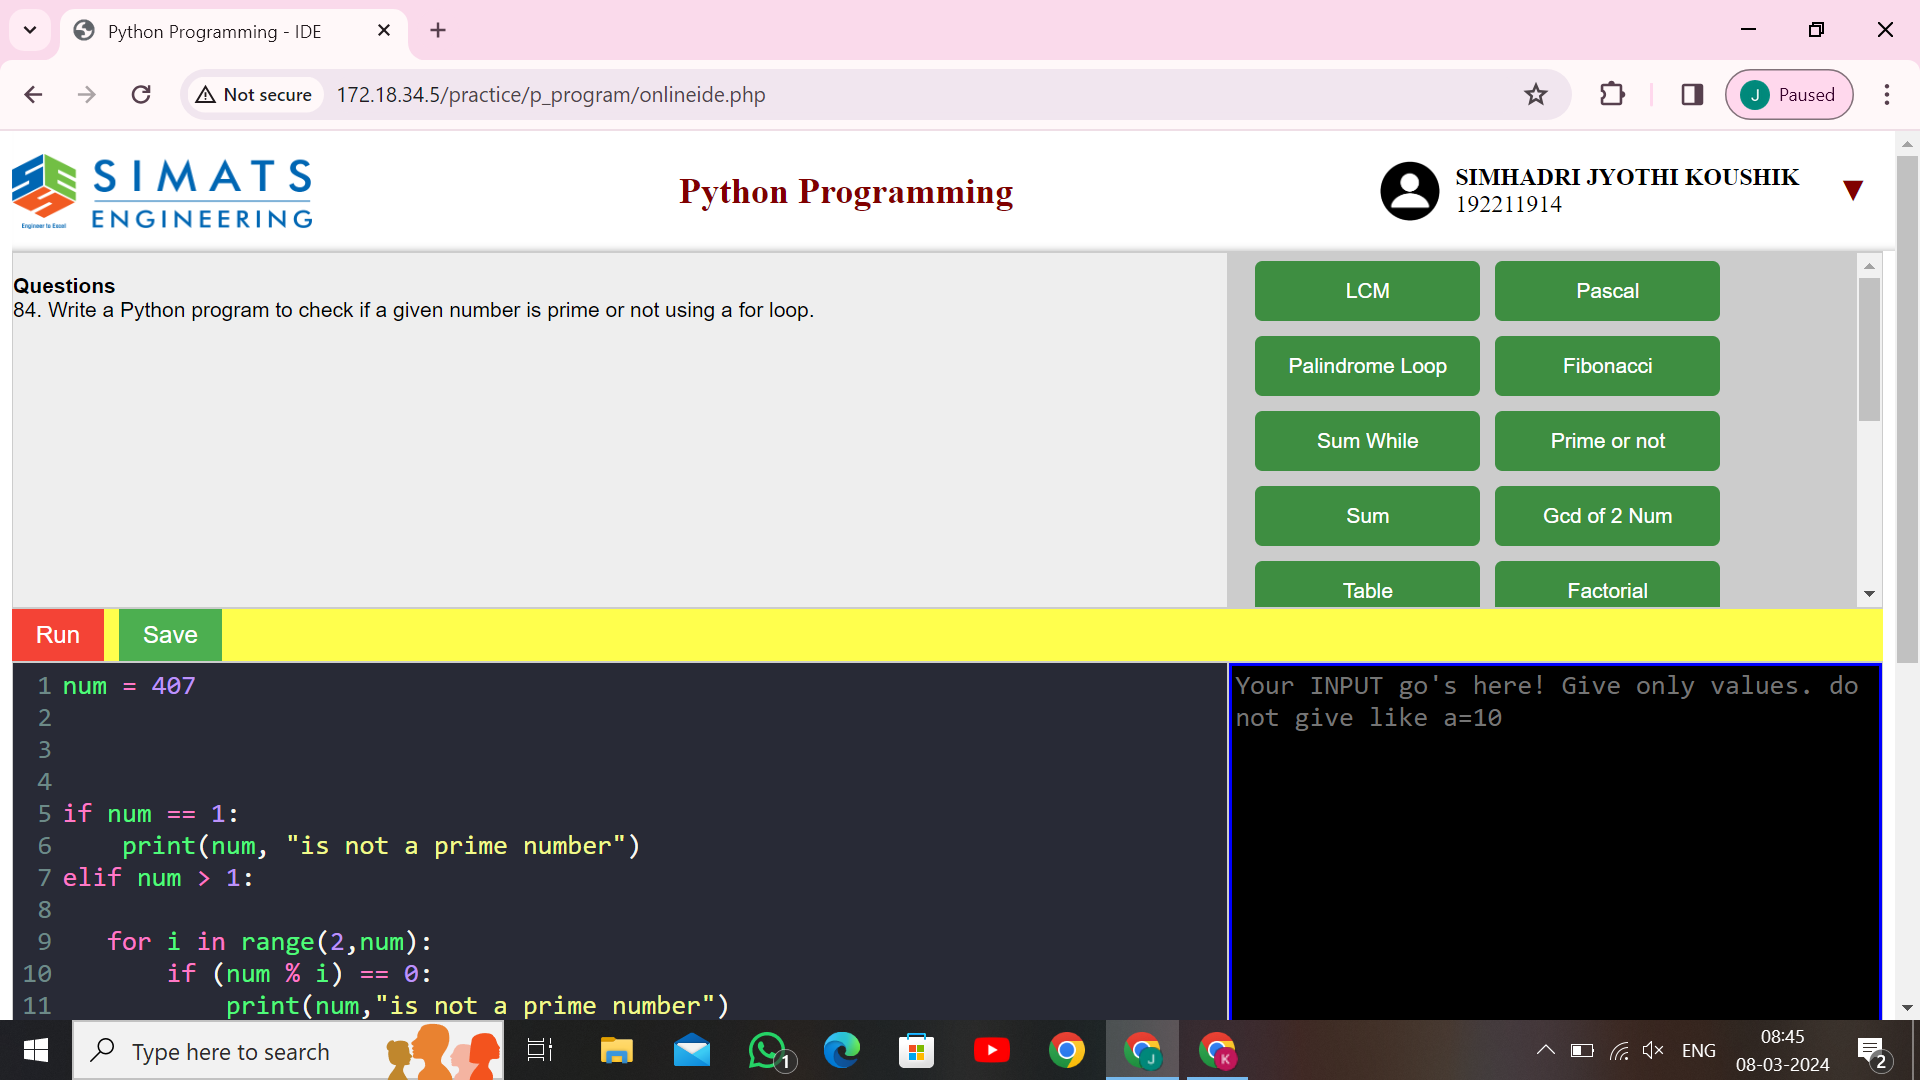 Python Programming - IDE
Not secure
172.18.34.5/practice/p_program/onlineide.php
J
Paused
SIMATS
ENGINEERING
Engineer to Excel
Python Programming
SIMHADRI JYOTHI KOUSHIK
192211914
Questions
84. Write a Python program to check if a given number is prime or not using a for loop.
LCM
Pascal
Palindrome Loop
Fibonacci
Sum While
Prime or not
Sum
Gcd of 2 Num
Table
Factorial
Run
Save
1 num = 407
2
3
4
5 if num == 1:
6     print(num, "is not a prime number")
7 elif num > 1:
8
9    for i in range(2,num):
10        if (num % i) == 0:
11            print(num,"is not a prime number")
Your INPUT go's here! Give only values. do
not give like a=10
Type here to search
1
J
K
ENG
08:45
08-03-2024
2